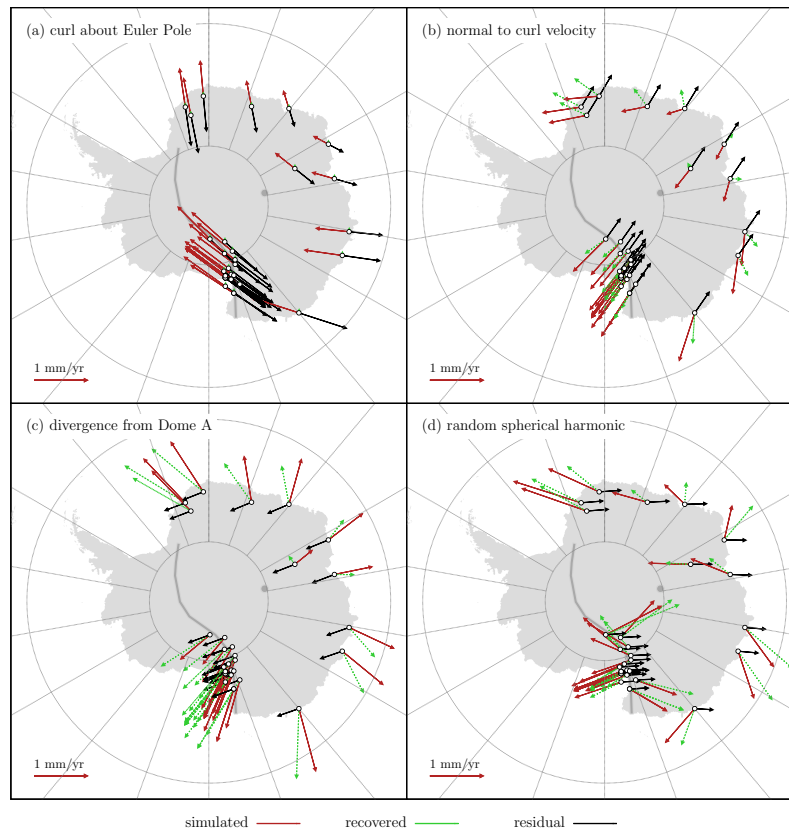 (a) curl about Euler Pole
(b) normal to curl velocity
1 mm/yr
1 mm/yr
(c) divergence from Dome A
(d) random spherical harmonic
1 mm/yr
1 mm/yr
simulated recovered residual